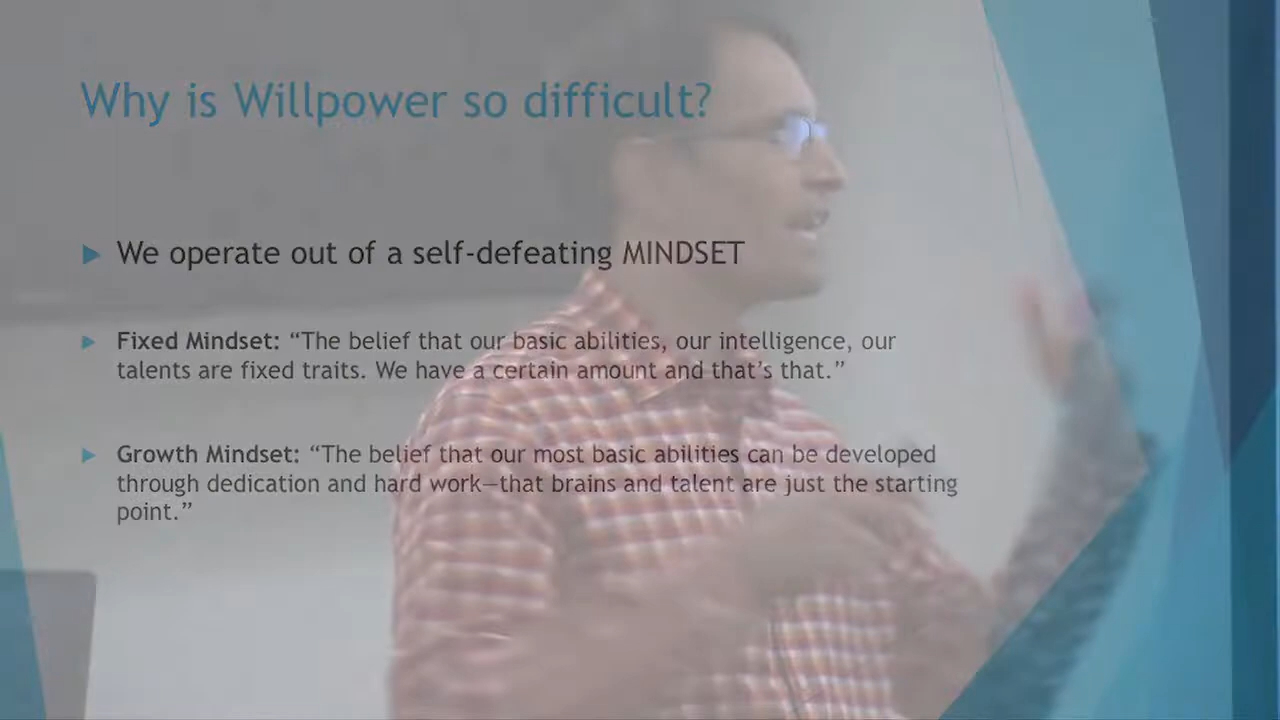 Why is Willpower so difficult?
We operate out of a self-defeating MINDSET
Fixed Mindset: “The belief that our basic abilities, our intelligence, our
talents are fixed traits. We have a certain amount and that’s that.”
Growth Mindset: “The belief that our most basic abilities can be developed
through dedication and hard work—that brains and talent are just the starting
point.”